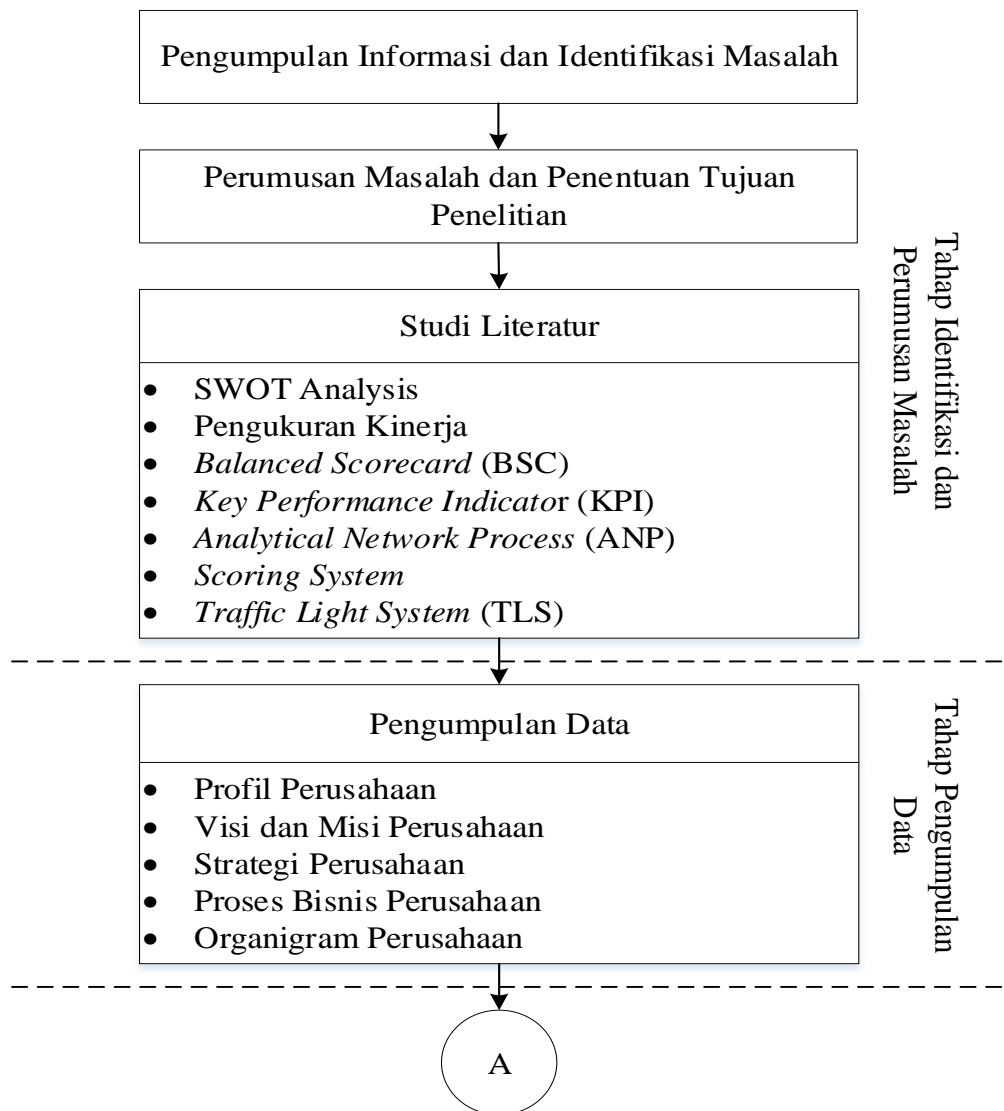 Pengumpulan Informasi dan Identifikasi Masalah
Perumusan Masalah dan Penentuan Tujuan
Penelitian
Studi Literatur
• SWOT Analysis
• Pengukuran Kinerja
• Balanced Scorecard (BSC)
• Key Performance Indicator (KPI)
• Analytical Network Process (ANP)
• Scoring System
• Traffic Light System (TLS)
Tahap Identifikasi dan
Perumusan Masalah
Pengumpulan Data
• Profil Perusahaan
• Visi dan Misi Perusahaan
• Strategi Perusahaan
• Proses Bisnis Perusahaan
• Organigram Perusahaan
Tahap Pengumpulan
Data
A